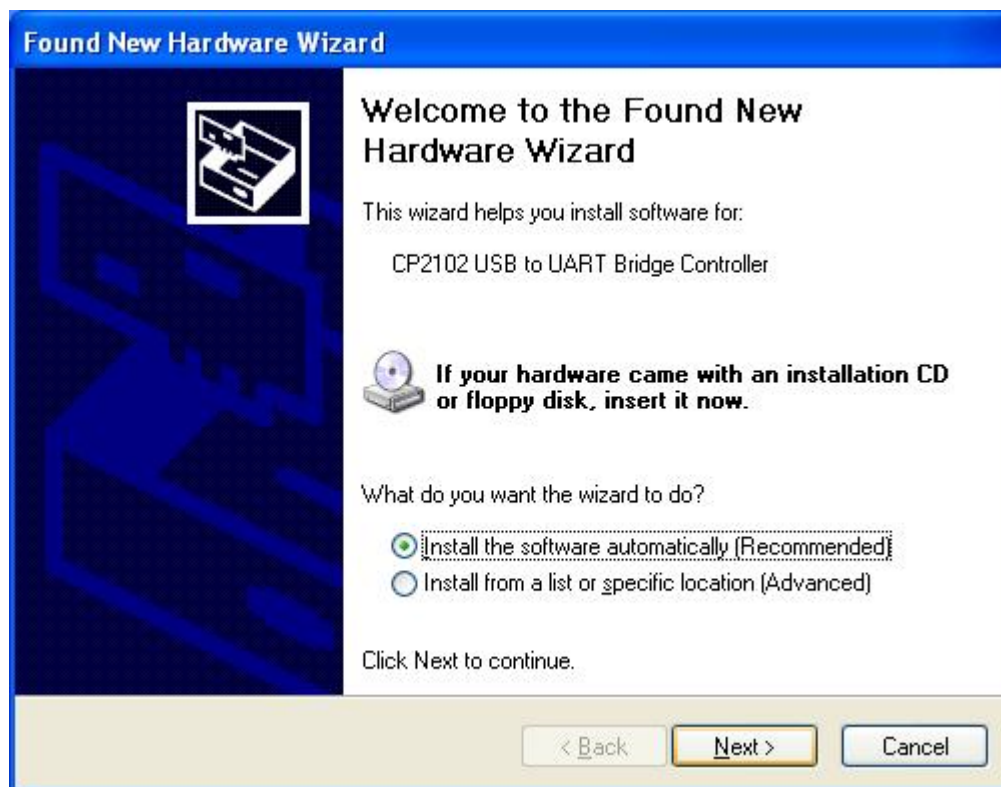 Found New Hardware Wizard
Welcome to the Found New
Hardware Wizard
This wizard helps you install software for:
CP2102 USB to UART Bridge Controller
If your hardware came with an installation CD
or floppy disk, insert it now.
What do you want the wizard to do?
Install the software automatically (Recommended)
Install from a list or specific location (Advanced)
Click Next to continue.
< Back Next > Cancel